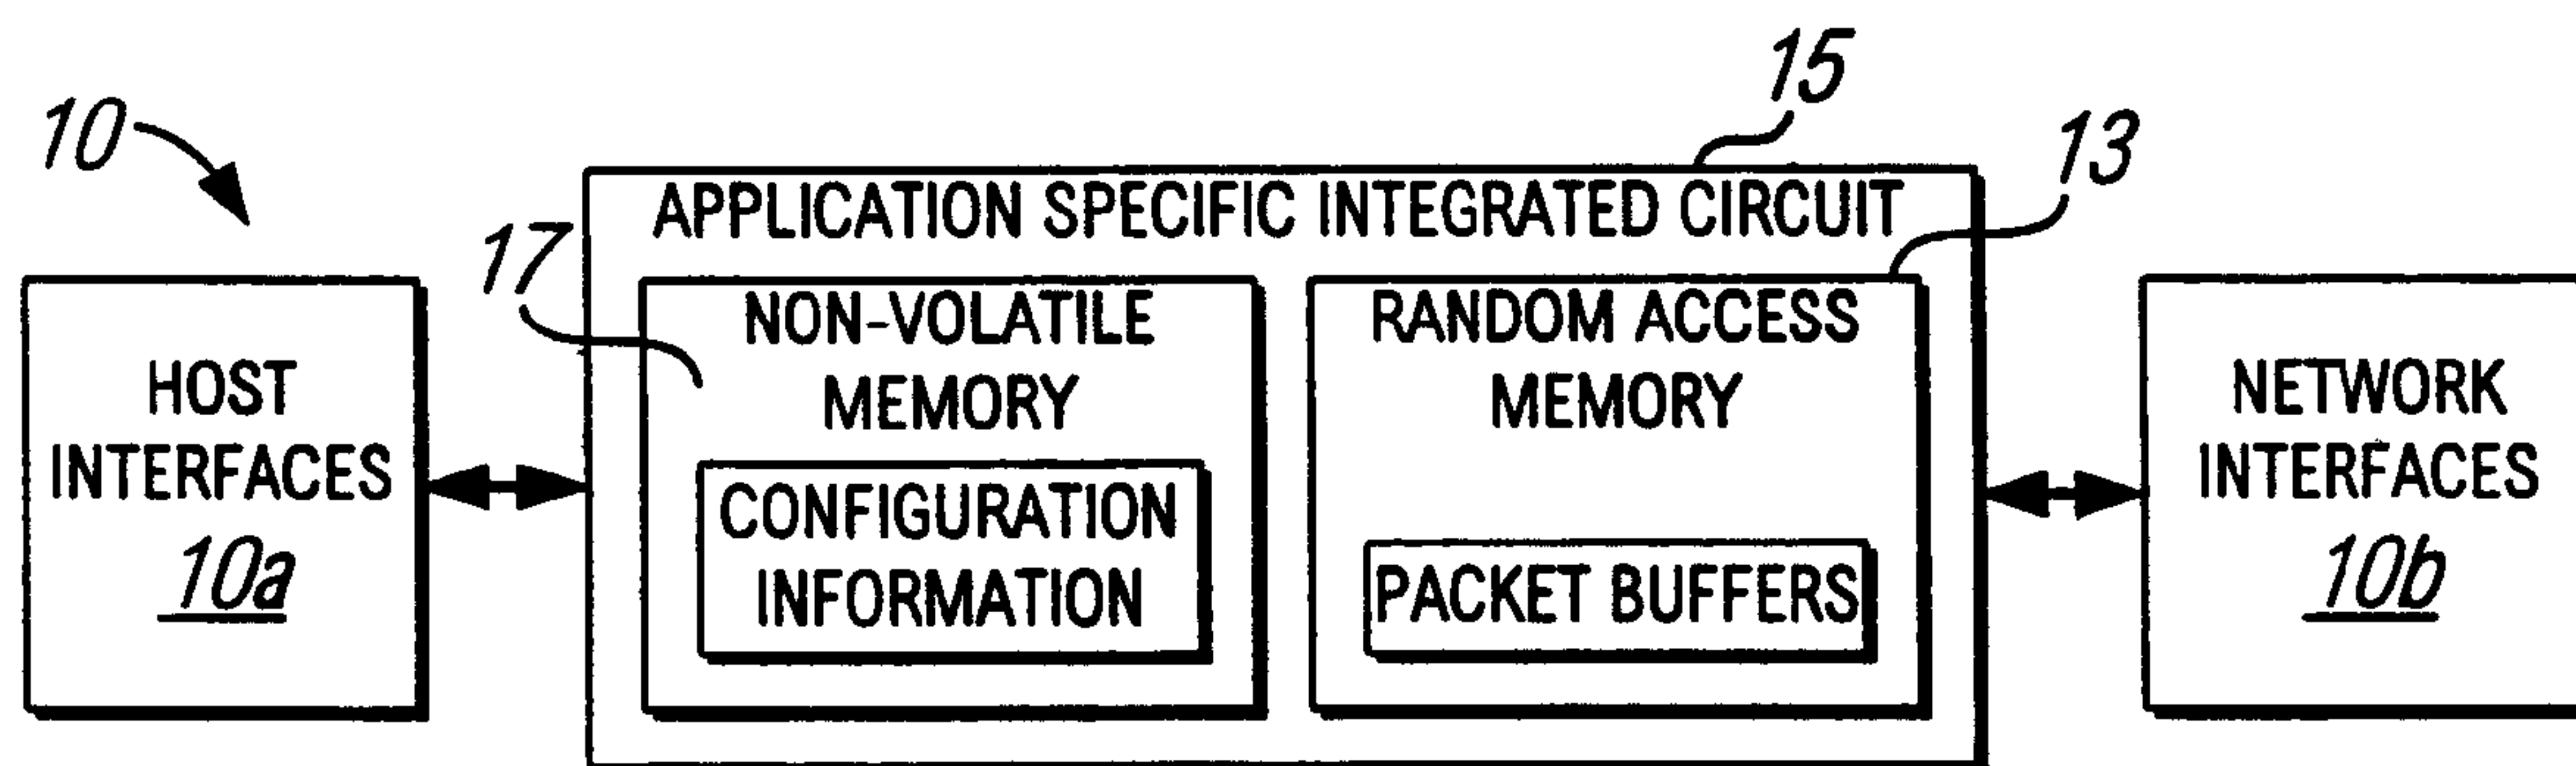 10
15
13
17
APPLICATION SPECIFIC INTEGRATED CIRCUIT
HOST
INTERFACES
10a
NON-VOLATILE
MEMORY
CONFIGURATION
INFORMATION
RANDOM ACCESS
MEMORY
PACKET BUFFERS
NETWORK
INTERFACES
10b